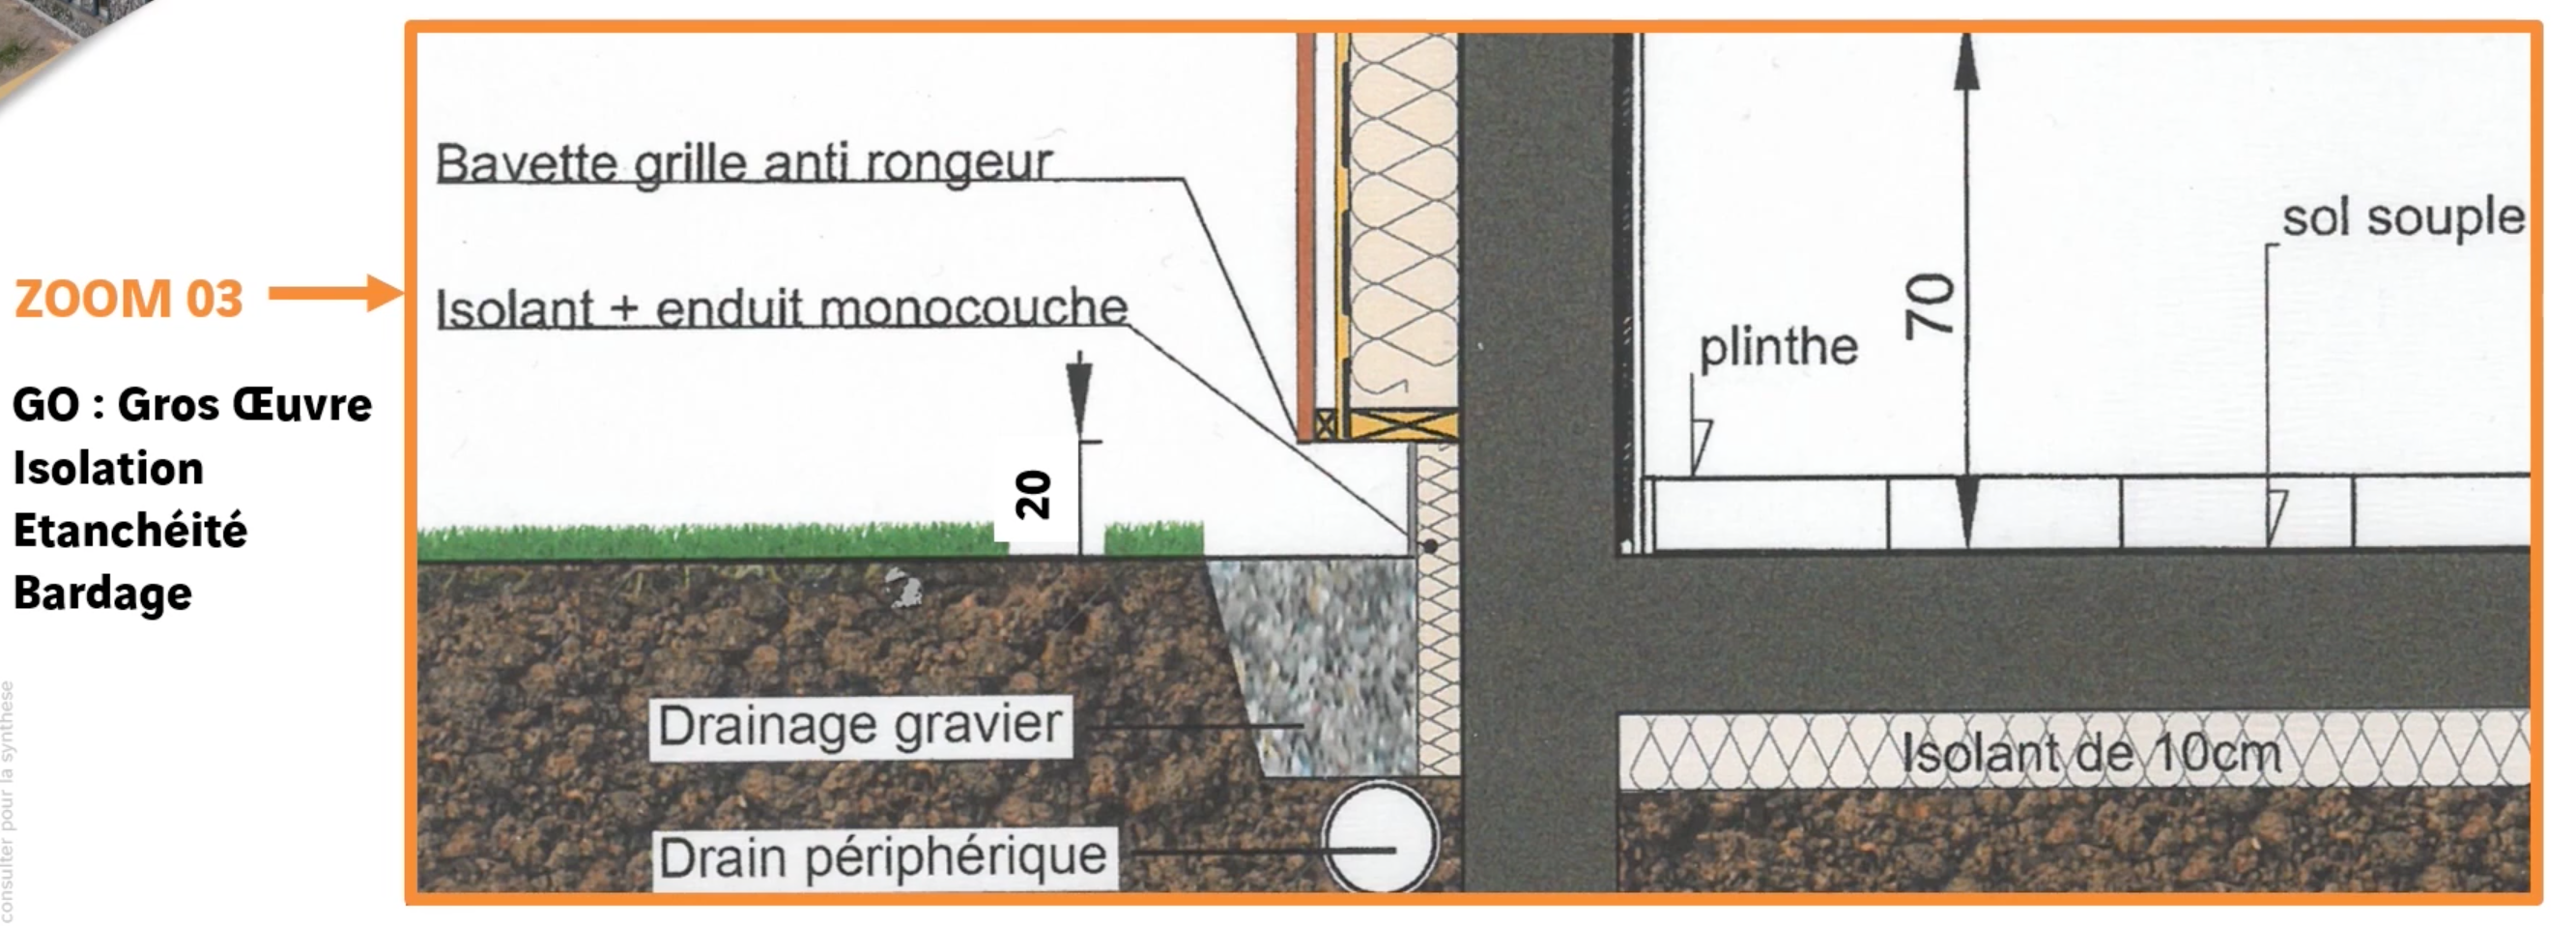 Bavette grille anti rongeur
sol souple
ZOOM 03
Isolant + enduit monocouche
70
plinthe
GO : Gros Œuvre
Isolation
Etanchéité
Bardage
20
Drainage gravier
Isolant de 10cm
Drain périphérique
consulter pour la synthese